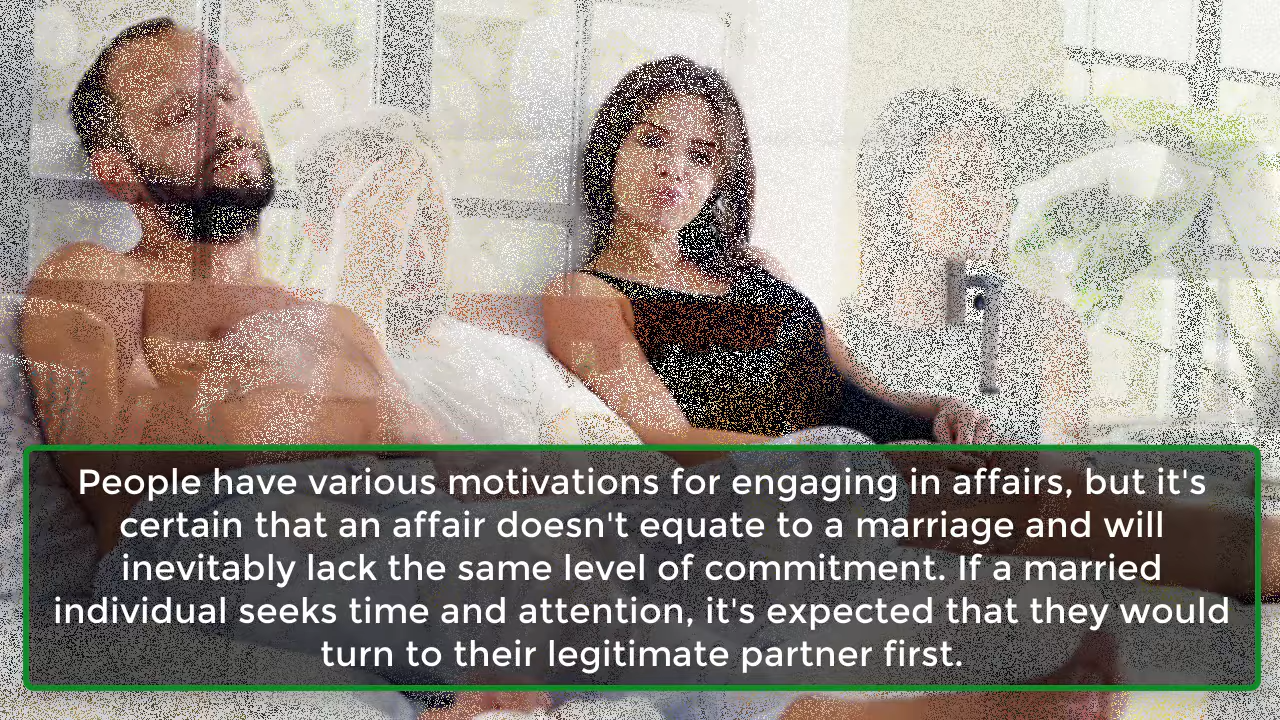 People have various motivations for engaging in affairs, but it's
certain that an affair doesn't equate to a marriage and will
inevitably lack the same level of commitment. If a married
individual seeks time and attention, it's expected that they would
turn to their legitimate partner first.